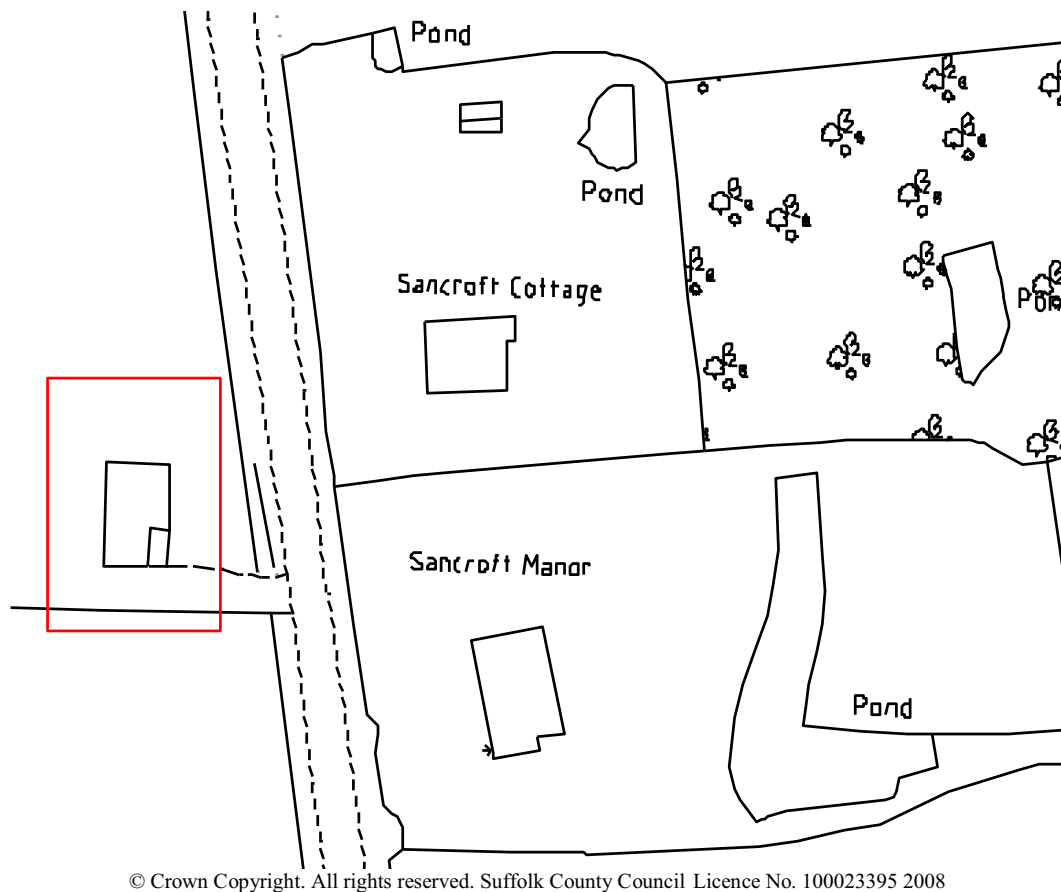 Pond
Pond
Sancroft Cottage
Sancroft Manor
Pond
© Crown Copyright. All rights reserved. Suffolk County Council Licence No. 100023395 2008